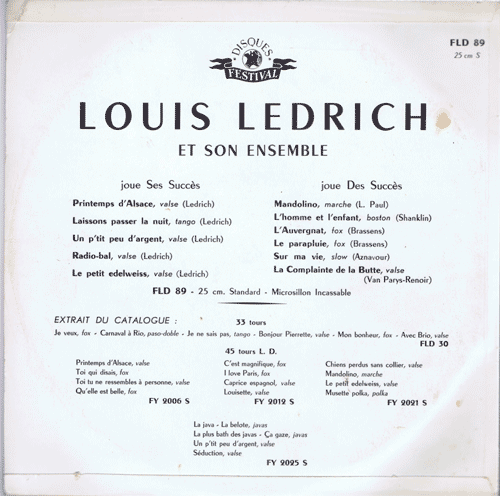 DISQUES
FESTIVAL
FLD 89
25 cm S
LOUIS LEDRICH
ET SON ENSEMBLE
joue Ses Succès
Printemps d'Alsace, valse (Ledrich)
Laissons passer la nuit, tango (Ledrich)
Un p'tit peu d'argent, valse (Ledrich)
Radio-bal, valse (Ledrich)
Le petit edelweiss, valse (Ledrich)
joue Des Succès
Mandolino, marche (L. Paul)
L'homme et l'enfant, boston (Shanklin)
L'Auvergnat, fox (Brassens)
Le parapluie, fox (Brassens)
Sur ma vie, slow (Aznavour)
La Complainte de la Butte, valse
(Van Parys-Renoir)
FLD 89 - 25 cm. Standard - Microsillon Incassable
EXTRAIT DU CATALOGUE :
33 tours
Je veux, fox - Carnaval à Rio, paso-doble - Je ne sais pas, tango - Bonjour Pierrette, valse - Mon bonheur, fox - Avec Brio, valse
FLD 30
45 tours L. D.
Printemps d'Alsace, valse
Toi qui disais, fox
Toi tu ne ressembles à personne, valse
Qu'elle est belle, fox
FY 2006 S
C'est magnifique, fox
I love Paris, fox
Caprice espagnol, valse
Louisette, valse
FY 2012 S
Chiens perdus sans collier, valse
Mandolino, marche
Le petit edelweiss, valse
Musette polka, polka
FY 2021 S
La java - La belote, javas
La plus bath des javas - Ça gaze, javas
Un p'tit peu d'argent, valse
Séduction, valse
FY 2025 S